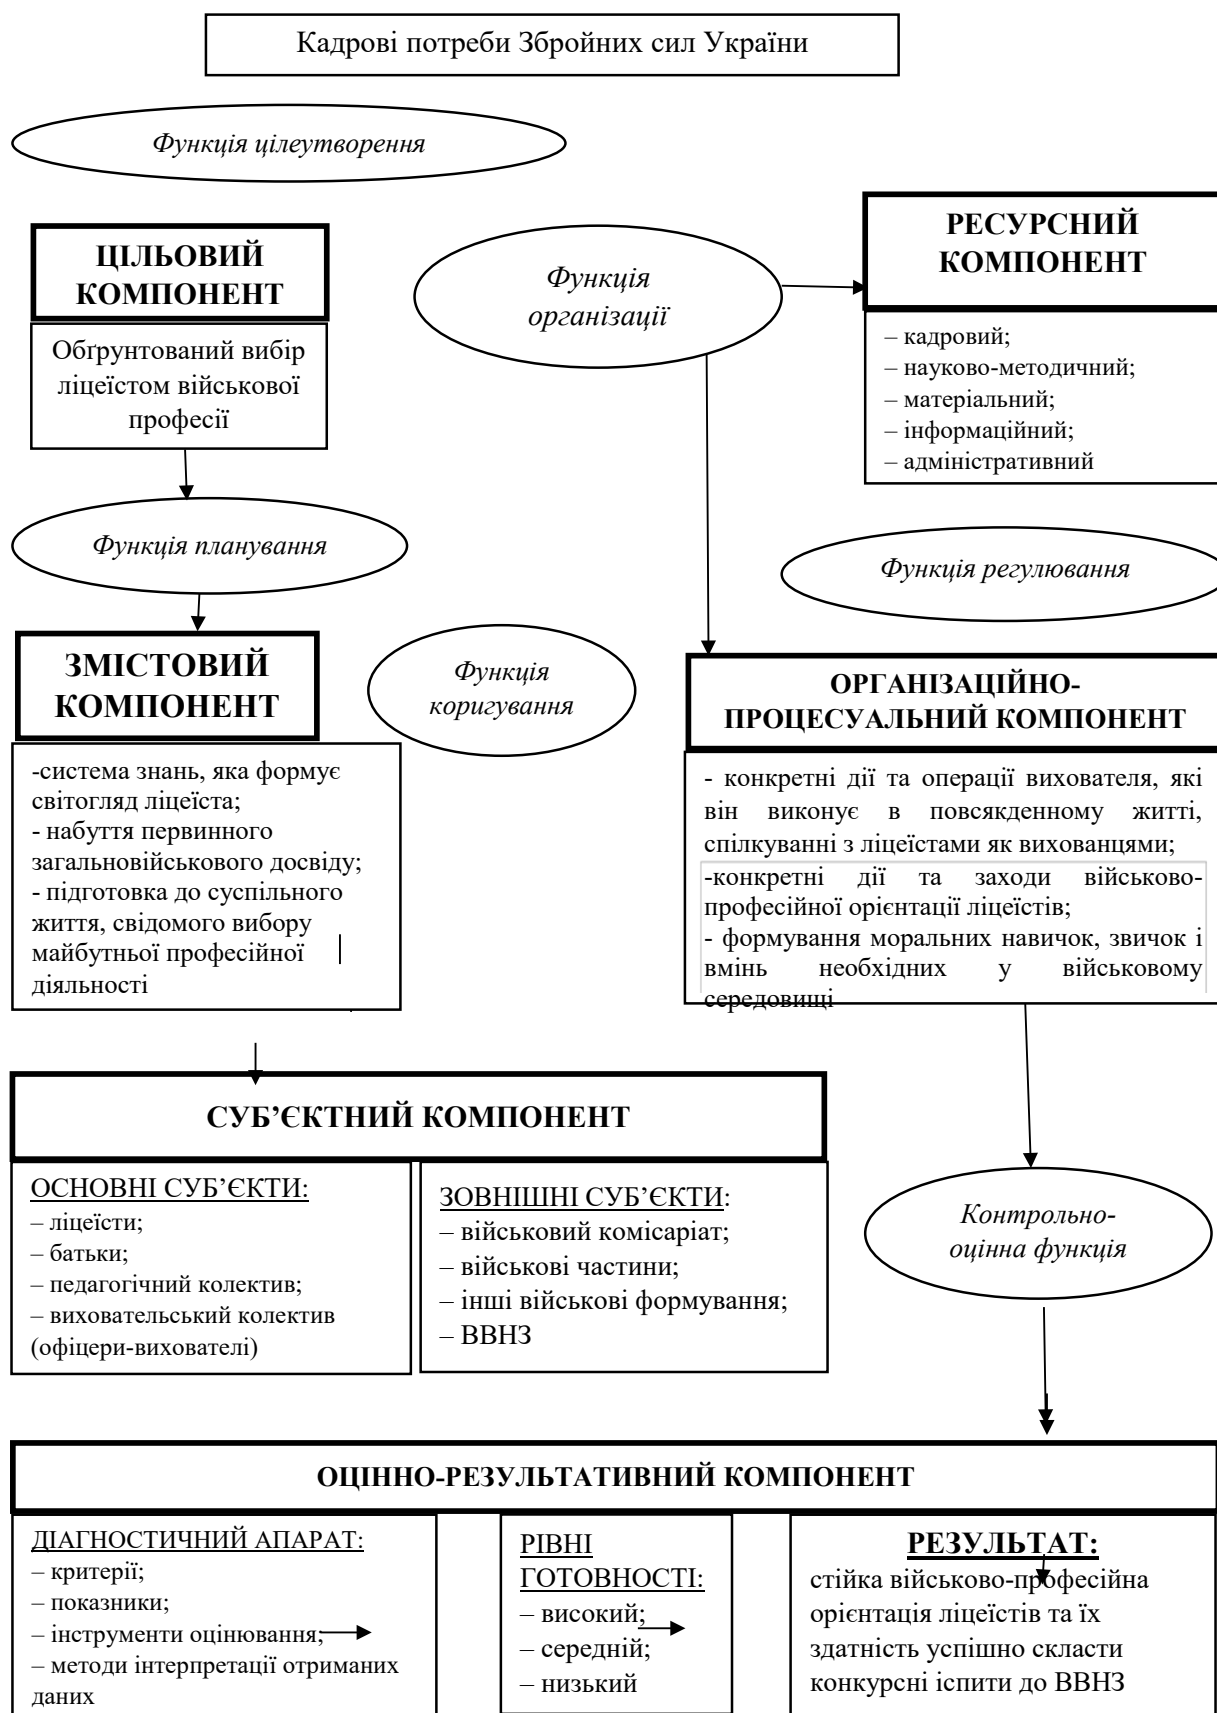 Кадрові потреби Збройних сил України
Функція цілеутворення
ЦІЛЬОВИЙ
КОМПОНЕНТ
Обґрунтований вибір
ліцеїстом військової
професії
Функція
організації
РЕСУРСНИЙ
КОМПОНЕНТ
– кадровий;
– науково-методичний;
– матеріальний;
– інформаційний;
– адміністративний
Функція планування
Функція регулювання
ЗМІСТОВИЙ
КОМПОНЕНТ
-система знань, яка формує
світогляд ліцеїста;
- набуття первинного
загальновійськового досвіду;
- підготовка до суспільного
життя, свідомого вибору
майбутньої професійної
діяльності
Функція
коригування
ОРГАНІЗАЦІЙНО-
ПРОЦЕСУАЛЬНИЙ КОМПОНЕНТ
- конкретні дії та операції вихователя, які
він виконує в повсякденному житті,
спілкуванні з ліцеїстами як вихованцями;
-конкретні дії та заходи військово-
професійної орієнтації ліцеїстів;
- формування моральних навичок, звичок і
вмінь необхідних у військовому
середовищі
СУБ’ЄКТНИЙ КОМПОНЕНТ
ОСНОВНІ СУБ’ЄКТИ:
– ліцеїсти;
– батьки;
– педагогічний колектив;
– виховательський колектив
(офіцери-вихователі)
ЗОВНІШНІ СУБ’ЄКТИ:
– військовий комісаріат;
– військові частини;
– інші військові формування;
– ВВНЗ
Контрольно-
оцінна функція
ОЦІННО-РЕЗУЛЬТАТИВНИЙ КОМПОНЕНТ
ДІАГНОСТИЧНИЙ АПАРАТ:
– критерії;
– показники;
– інструменти оцінювання;
– методи інтерпретації отриманих
даних
РІВНІ
ГОТОВНОСТІ:
– високий;
– середній;
– низький
РЕЗУЛЬТАТ:
стійка військово-професійна
орієнтація ліцеїстів та їх
здатність успішно скласти
конкурсні іспити до ВВНЗ